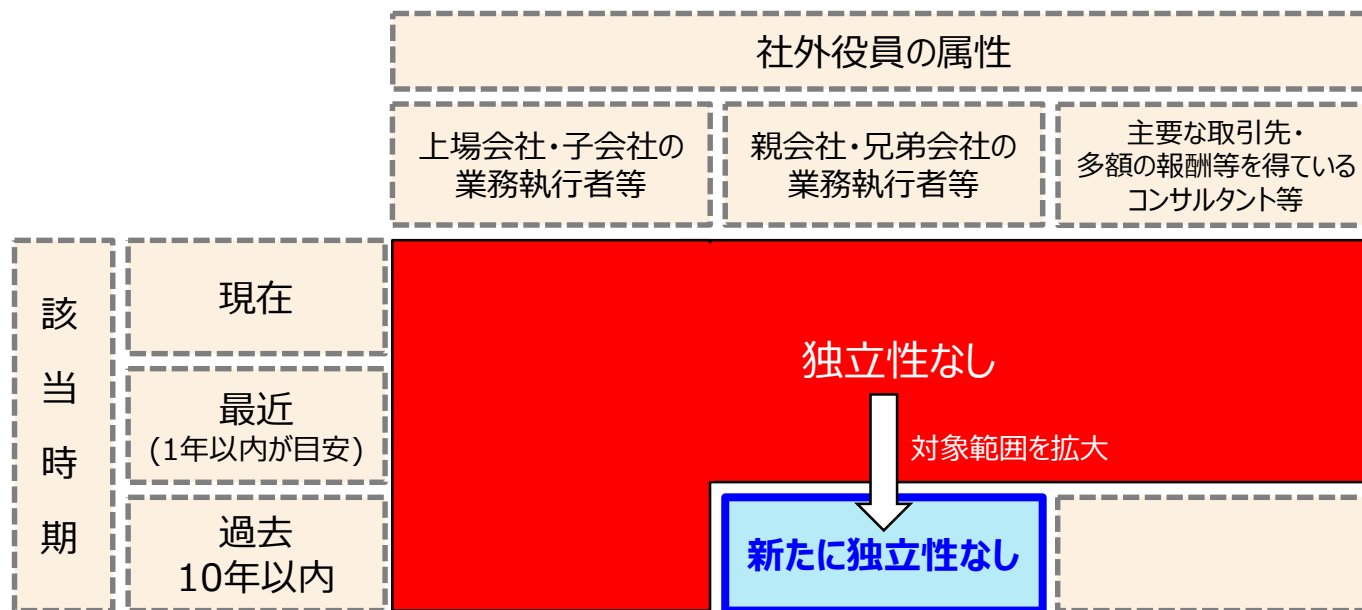 社外役員の属性
上場会社・子会社の
業務執行者等
親会社・兄弟会社の
業務執行者等
主要な取引先・
多額の報酬等を得ている
コンサルタント等
該当時期
現在
最近
(1年以内が目安)
過去
10年以内
独立性なし
対象範囲を拡大
新たに独立性なし